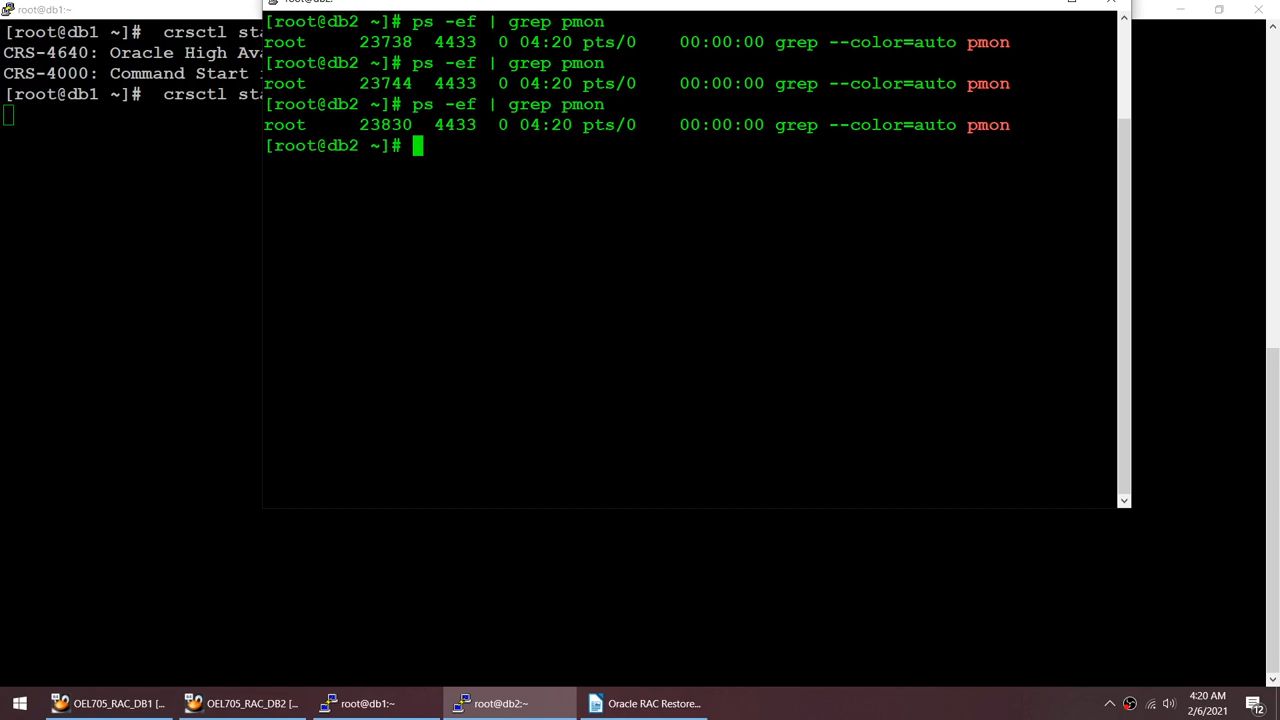 root@db1:~
[root@db1 ~]#  crsctl sta
CRS-4640: Oracle High Ava
CRS-4000: Command Start
[root@db1 ~]#  crsctl sta
[root@db2 ~]# ps -ef | grep pmon
root     23738  4433  0 04:20 pts/0    00:00:00 grep --color=auto pmon
[root@db2 ~]# ps -ef | grep pmon
root     23744  4433  0 04:20 pts/0    00:00:00 grep --color=auto pmon
[root@db2 ~]# ps -ef | grep pmon
root     23830  4433  0 04:20 pts/0    00:00:00 grep --color=auto pmon
[root@db2 ~]#
OEL705_RAC_DB1 [...
OEL705_RAC_DB2 [...
root@db1:~
root@db2:~
Oracle RAC Restore...
4:20 AM
2/6/2021
12